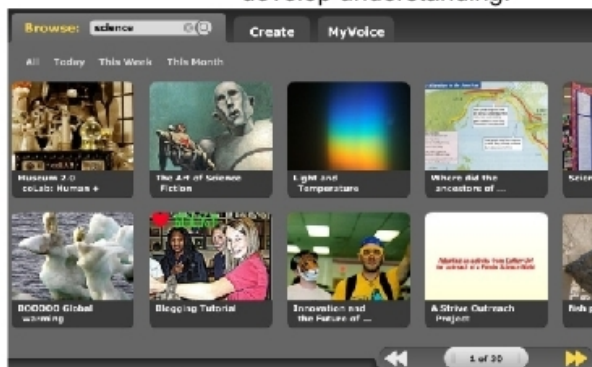 develop understanding.
Browse: science
Create
MyVoice
All Today This Week This Month
Museum 2.0
coLab: Human +
The Art of Science
Fiction
Light and
Temperature
Where did the
ancestors of ...
BOOOOO Global
warming
Blogging Tutorial
Innovation and
the Future of ...
A Strive Outreach
Project
fish p
1 of 30